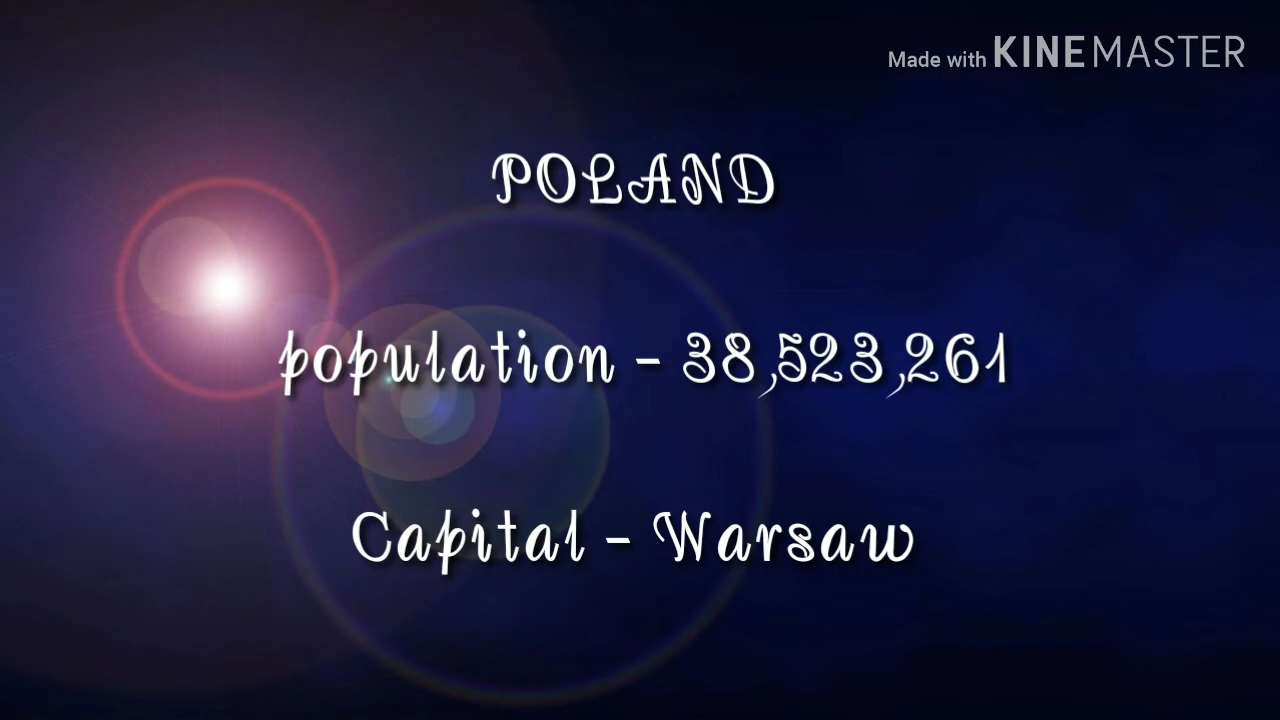 Made with KINEMASTER
POLAND
population - 38,523,261
Capital - Warsaw